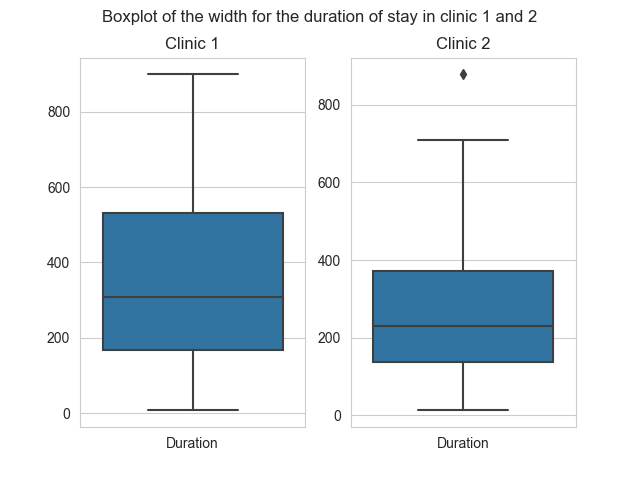 Boxplot of the width for the duration of stay in clinic 1 and 2
Clinic 1
800
600
400
200
0
Duration
Clinic 2
800
600
400
200
0
Duration